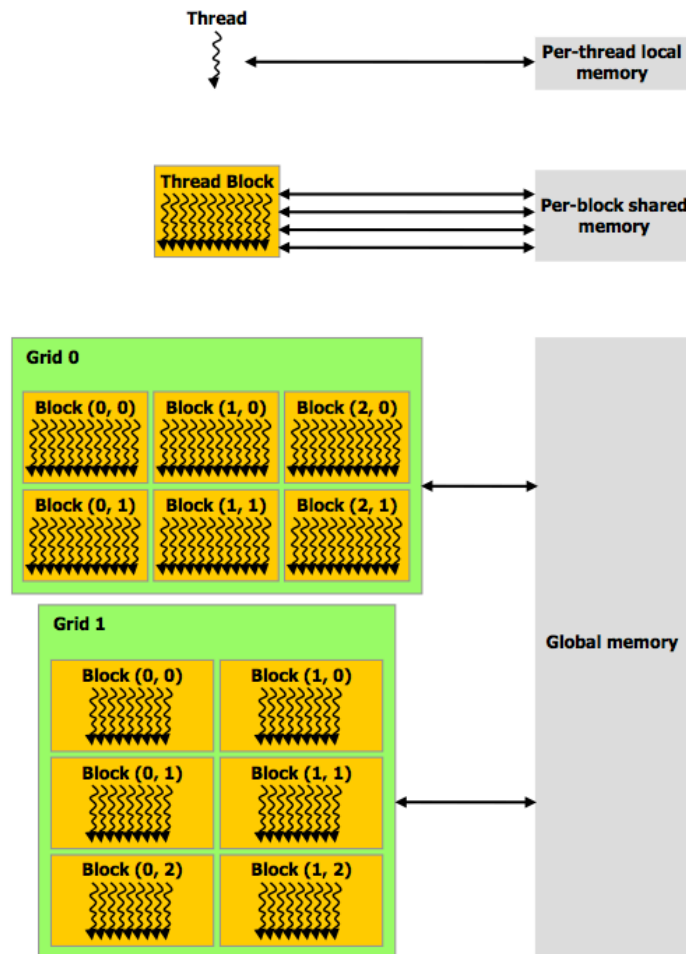 Thread
Per-thread local
memory
Thread Block
Per-block shared
memory
Grid 0
Block (0, 0) Block (1, 0) Block (2, 0)
Block (0, 1) Block (1, 1) Block (2, 1)
Grid 1
Global memory
Block (0, 0) Block (1, 0)
Block (0, 1) Block (1, 1)
Block (0, 2) Block (1, 2)